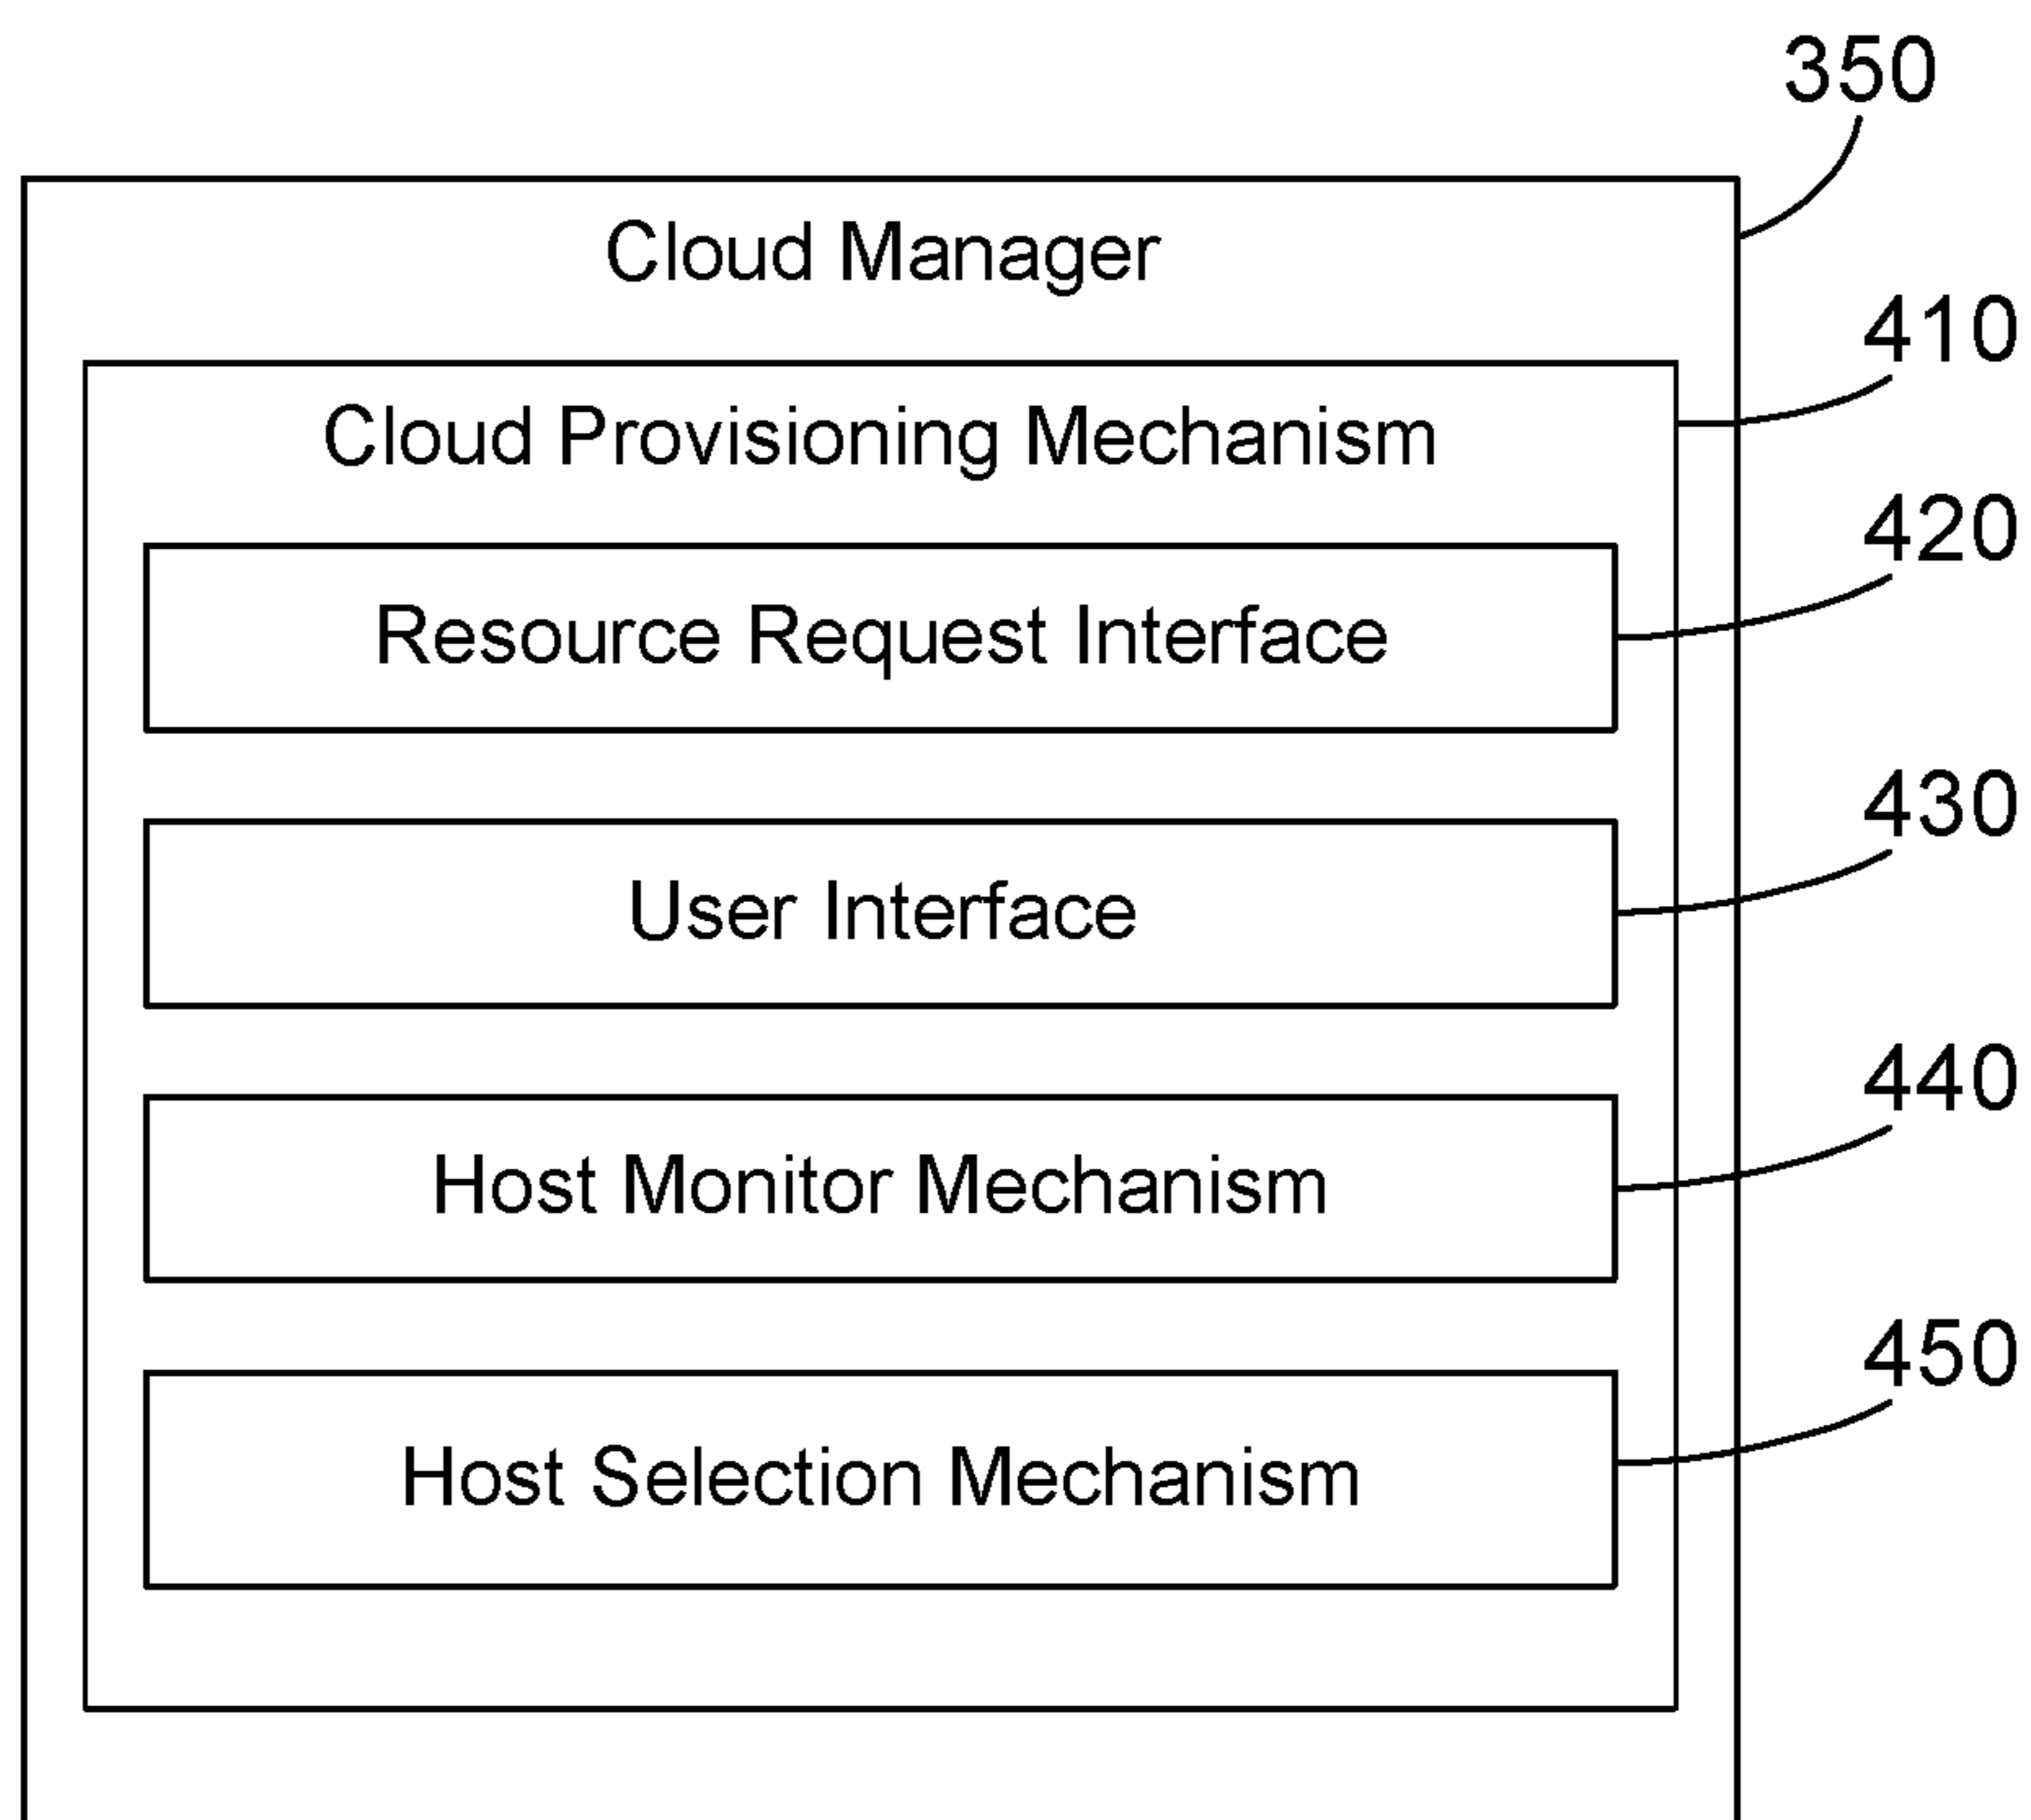 350
Cloud Manager
410
Cloud Provisioning Mechanism
420
Resource Request Interface
430
User Interface
440
Host Monitor Mechanism
450
Host Selection Mechanism